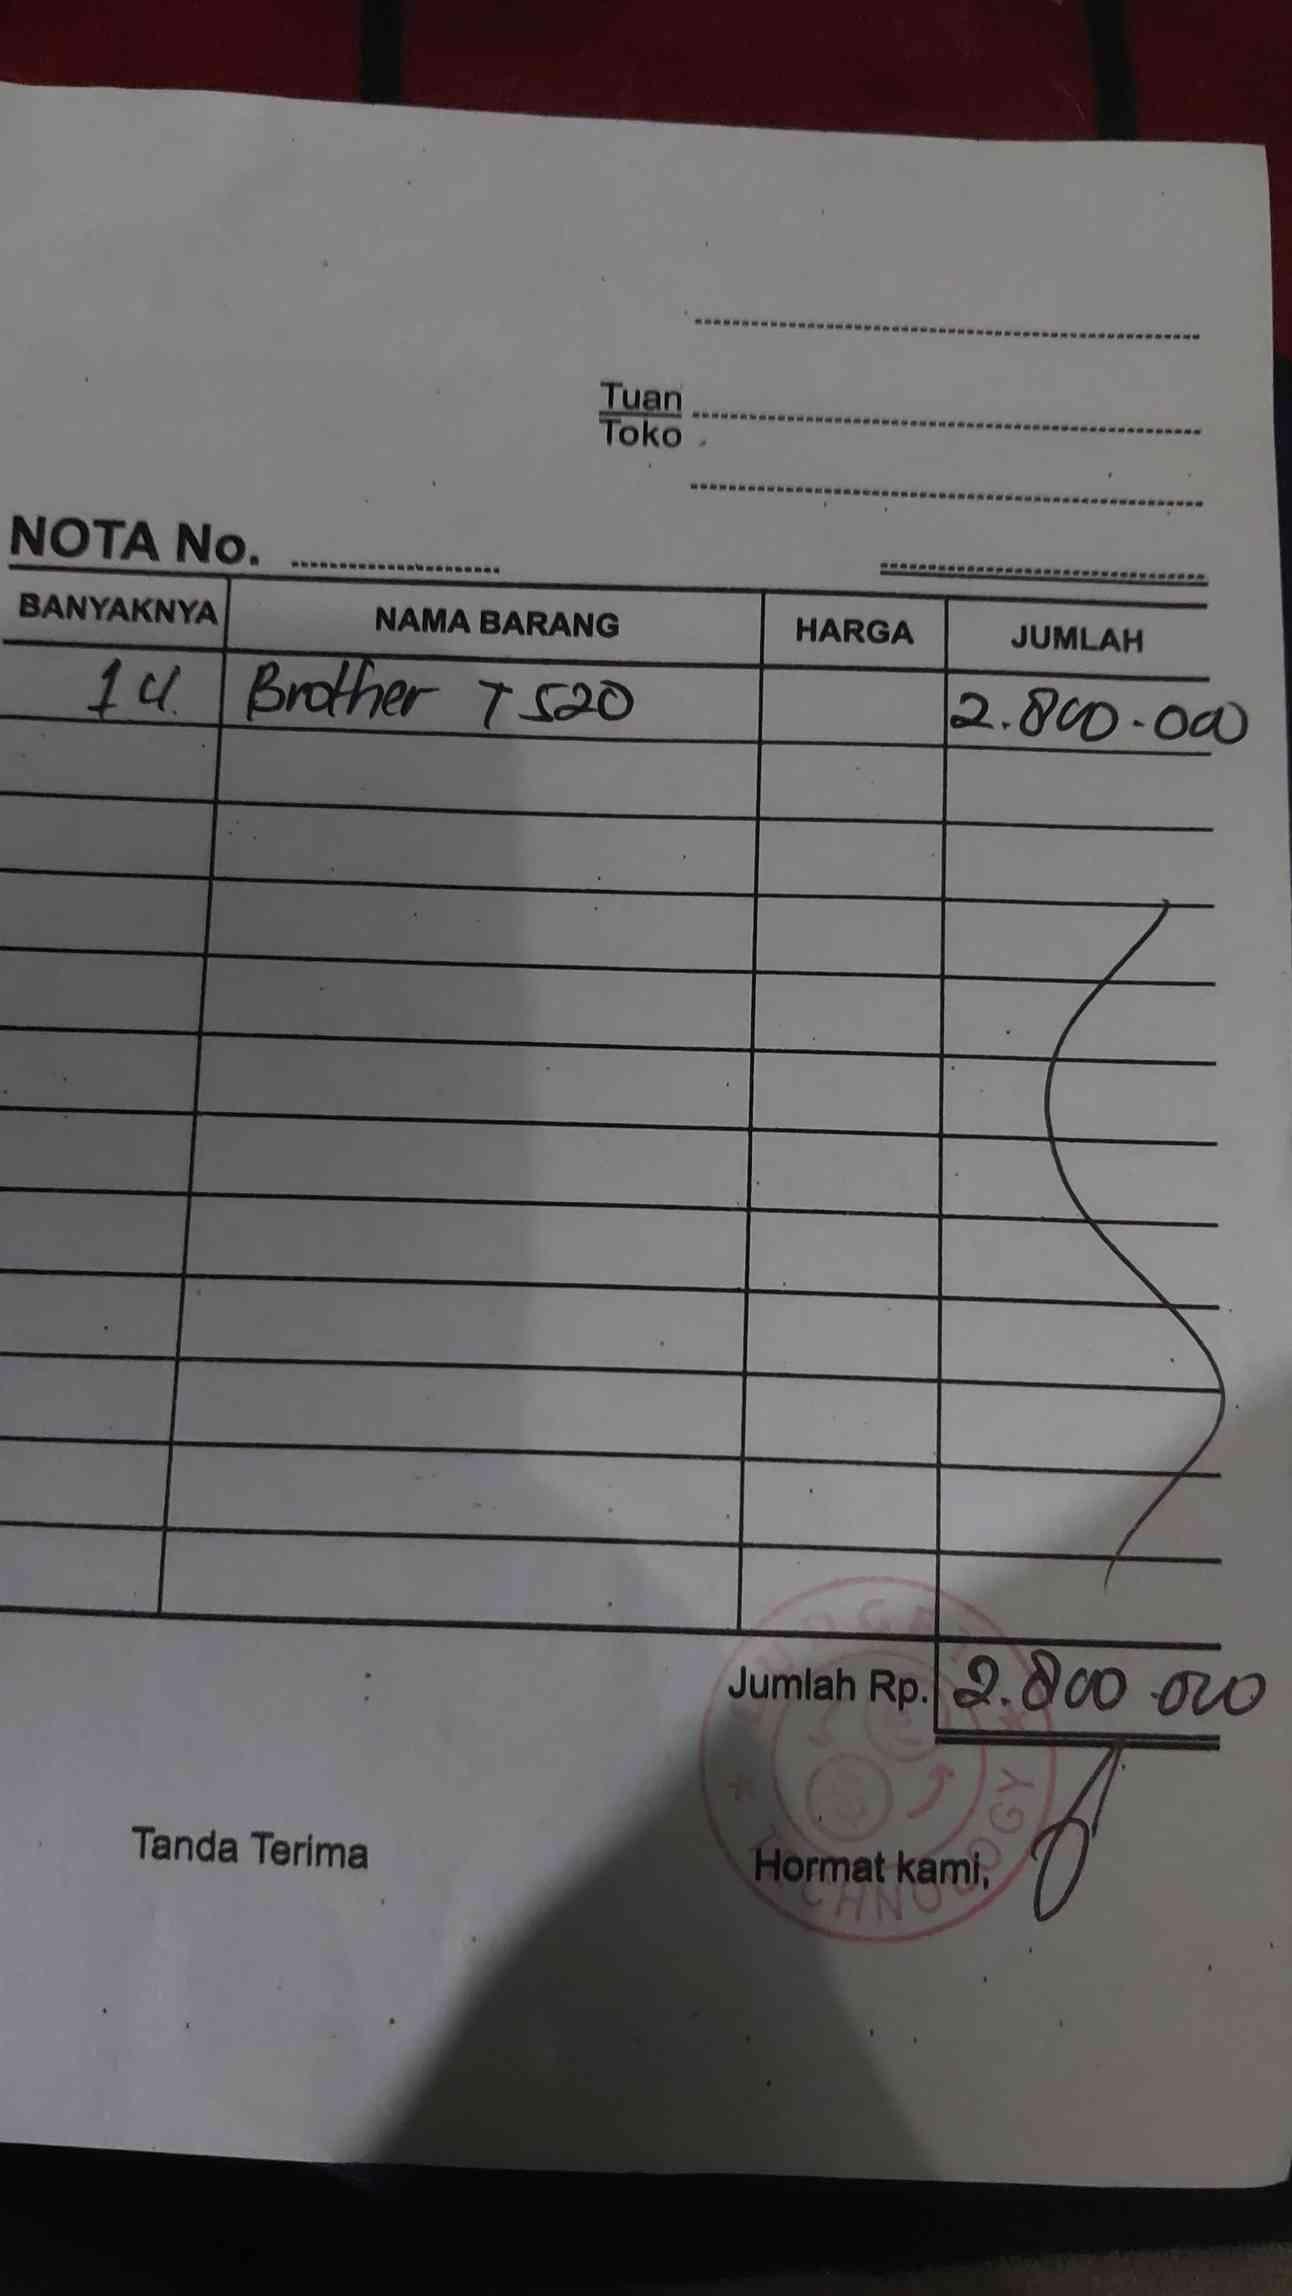 Tuan
Toko
NOTA No.
BANYAKNYA NAMA BARANG HARGA JUMLAH
1 U. Brother T520 2.800.000
Jumlah Rp. 2.800.000
Tanda Terima Hormat kami,
TECHNOLOGY